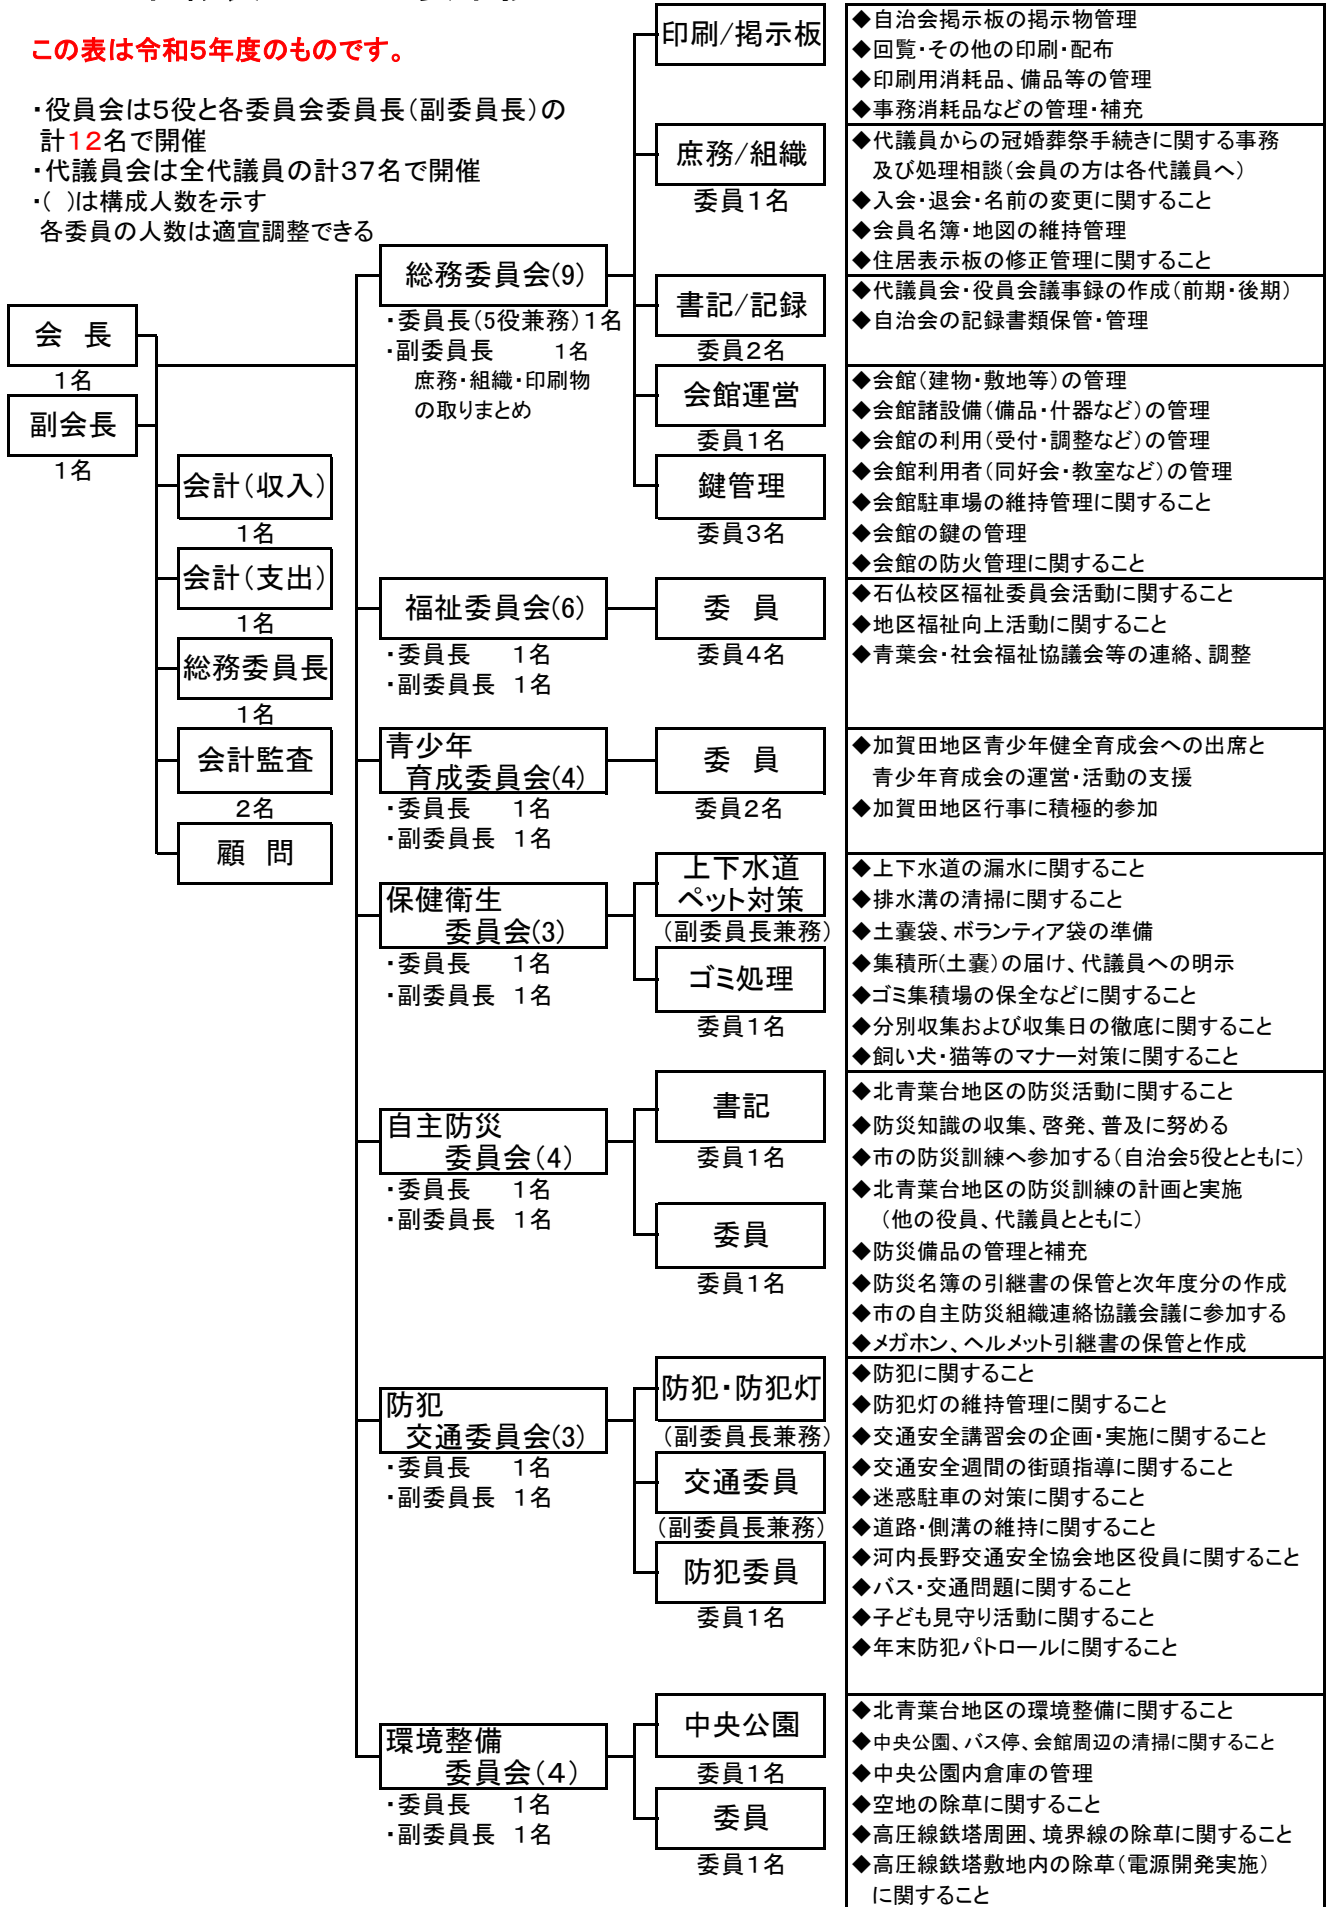 この表は令和5年度のものです。
・役員会は5役と各委員会委員長(副委員長)の
計12名で開催
・代議員会は全代議員の計37名で開催
・( )は構成人数を示す
各委員の人数は適宜調整できる
会 長
1名
副会長
1名
会計(収入)
1名
会計(支出)
1名
総務委員長
1名
会計監査
2名
顧 問
総務委員会(9)
・委員長(5役兼務)1名
・副委員長 1名
庶務・組織・印刷物
の取りまとめ
印刷/掲示板
庶務/組織
委員1名
書記/記録
委員2名
会館運営
委員1名
鍵管理
委員3名
◆自治会掲示板の掲示物管理
◆回覧・その他の印刷・配布
◆印刷用消耗品、備品等の管理
◆事務消耗品などの管理・補充
◆代議員からの冠婚葬祭手続きに関する事務
及び処理相談(会員の方は各代議員へ)
◆入会・退会・名前の変更に関すること
◆会員名簿・地図の維持管理
◆住居表示板の修正管理に関すること
◆代議員会・役員会議事録の作成(前期・後期)
◆自治会の記録書類保管・管理
◆会館(建物・敷地等)の管理
◆会館諸設備(備品・什器など)の管理
◆会館の利用(受付・調整など)の管理
◆会館利用者(同好会・教室など)の管理
◆会館駐車場の維持管理に関すること
◆会館の鍵の管理
◆会館の防火管理に関すること
福祉委員会(6)
・委員長 1名
・副委員長 1名
委 員
委員4名
◆石仏校区福祉委員会活動に関すること
◆地区福祉向上活動に関すること
◆青葉会・社会福祉協議会等の連絡、調整
青少年
育成委員会(4)
・委員長 1名
・副委員長 1名
委 員
委員2名
◆加賀田地区青少年健全育成会への出席と
青少年育成会の運営・活動の支援
◆加賀田地区行事に積極的参加
保健衛生
委員会(3)
・委員長 1名
・副委員長 1名
上下水道
ペット対策
(副委員長兼務)
ゴミ処理
委員1名
◆上下水道の漏水に関すること
◆排水溝の清掃に関すること
◆土嚢袋、ボランティア袋の準備
◆集積所(土嚢)の届け、代議員への明示
◆ゴミ集積場の保全などに関すること
◆分別収集および収集日の徹底に関すること
◆飼い犬・猫等のマナー対策に関すること
自主防災
委員会(4)
・委員長 1名
・副委員長 1名
書記
委員1名
委員
委員1名
◆北青葉台地区の防災活動に関すること
◆防災知識の収集、啓発、普及に努める
◆市の防災訓練へ参加する(自治会5役とともに)
◆北青葉台地区の防災訓練の計画と実施
(他の役員、代議員とともに)
◆防災備品の管理と補充
◆防災名簿の引継書の保管と次年度分の作成
◆市の自主防災組織連絡協議会議に参加する
◆メガホン、ヘルメット引継書の保管と作成
防犯
交通委員会(3)
・委員長 1名
・副委員長 1名
防犯・防犯灯
(副委員長兼務)
交通委員
(副委員長兼務)
防犯委員
委員1名
◆防犯に関すること
◆防犯灯の維持管理に関すること
◆交通安全講習会の企画・実施に関すること
◆交通安全週間の街頭指導に関すること
◆迷惑駐車の対策に関すること
◆道路・側溝の維持に関すること
◆河内長野交通安全協会地区役員に関すること
◆バス・交通問題に関すること
◆子ども見守り活動に関すること
◆年末防犯パトロールに関すること
環境整備
委員会(4)
・委員長 1名
・副委員長 1名
中央公園
委員1名
委員
委員1名
◆北青葉台地区の環境整備に関すること
◆中央公園、バス停、会館周辺の清掃に関すること
◆中央公園内倉庫の管理
◆空地の除草に関すること
◆高圧線鉄塔周囲、境界線の除草に関すること
◆高圧線鉄塔敷地内の除草(電源開発実施)
に関すること